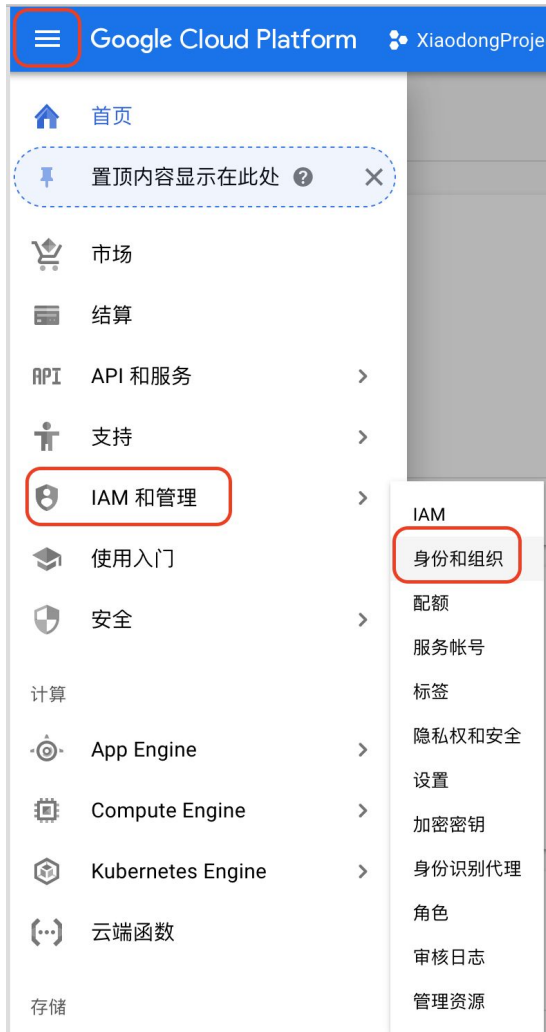 Google Cloud Platform XiaodongProje
首页
置顶内容显示在此处
市场
结算
API API 和服务
支持
IAM 和管理
使用入门
安全
计算
App Engine
Compute Engine
Kubernetes Engine
云端函数
存储
IAM
身份和组织
配额
服务帐号
标签
隐私权和安全
设置
加密密钥
身份识别代理
角色
审核日志
管理资源